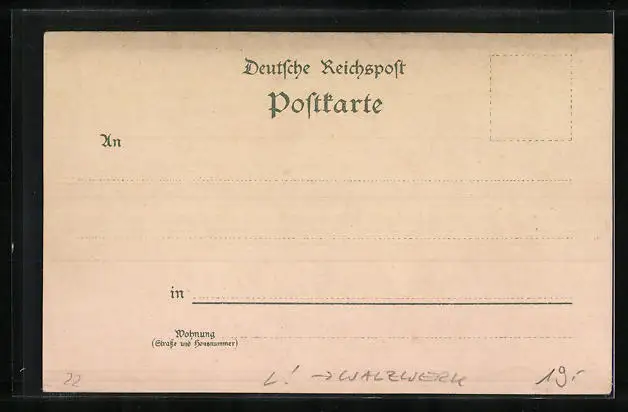 Deutsche Reichspost
Postkarte
An
in
Wohnung
(Straße und Hausnummer)
22 L! → WALZWERK 19.-